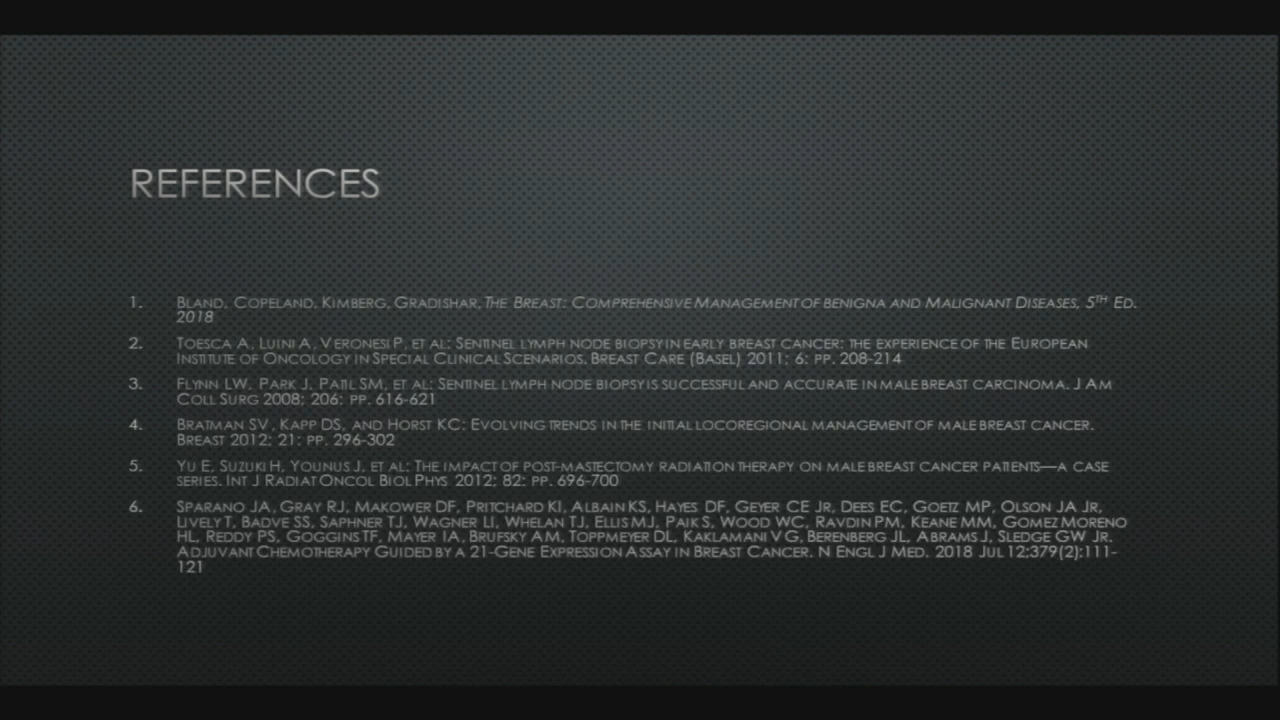 REFERENCES
1. BLAND, COPELAND, KIMBERG, GRADISHAR, THE BREAST: COMPREHENSIVE MANAGEMENT OF BENIGNA AND MALIGNANT DISEASES, 5TH ED.
2018
2. TOESCA A, LUINI A, VERONESI P, ET AL: SENTINEL LYMPH NODE BIOPSY IN EARLY BREAST CANCER: THE EXPERIENCE OF THE EUROPEAN
INSTITUTE OF ONCOLOGY IN SPECIAL CLINICAL SCENARIOS. BREAST CARE (BASEL) 2011; 6: PP. 208-214
3. FLYNN LW, PARK J, PATIL SM, ET AL: SENTINEL LYMPH NODE BIOPSY IS SUCCESSFUL AND ACCURATE IN MALE BREAST CARCINOMA. J AM
COLL SURG 2008; 206: PP. 616-621
4. BRATMAN SV, KAPP DS, AND HORST KC: EVOLVING TRENDS IN THE INITIAL LOCOREGIONAL MANAGEMENT OF MALE BREAST CANCER.
BREAST 2012; 21: PP. 296-302
5. YU E, SUZUKI H, YOUNUS J, ET AL: THE IMPACT OF POST-MASTECTOMY RADIATION THERAPY ON MALE BREAST CANCER PATIENTS—A CASE
SERIES. INT J RADIAT ONCOL BIOL PHYS 2012; 82: PP. 696-700
6. SPARANO JA, GRAY RJ, MAKOWER DF, PRITCHARD KI, ALBAIN KS, HAYES DF, GEYER CE JR, DEES EC, GOETZ MP, OLSON JA JR,
LIVELY T, BADVE SS, SAPHNER TJ, WAGNER LI, WHELAN TJ, ELLIS MJ, PAIK S, WOOD WC, RAVDIN PM, KEANE MM, GOMEZ MORENO
HL, REDDY PS, GOGGINS TF, MAYER IA, BRUFSKY AM, TOPPMEYER DL, KAKLAMANI VG, BERENBERG JL, ABRAMS J, SLEDGE GW JR.
ADJUVANT CHEMOTHERAPY GUIDED BY A 21-GENE EXPRESSION ASSAY IN BREAST CANCER. N ENGL J MED. 2018 JUL 12;379(2):111-
121